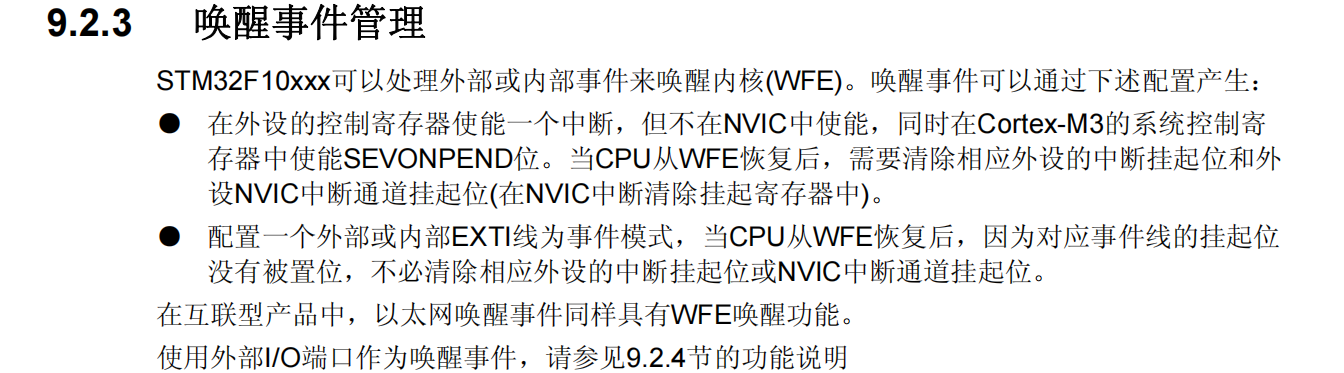 9.2.3 唤醒事件管理
STM32F10xxx可以处理外部或内部事件来唤醒内核(WFE)。唤醒事件可以通过下述配置产生：
● 在外设的控制寄存器使能一个中断，但不在NVIC中使能，同时在Cortex-M3的系统控制寄
存器中使能SEVONPEND位。当CPU从WFE恢复后，需要清除相应外设的中断挂起位和外
设NVIC中断通道挂起位(在NVIC中断清除挂起寄存器中)。
● 配置一个外部或内部EXTI线为事件模式，当CPU从WFE恢复后，因为对应事件线的挂起位
没有被置位，不必清除相应外设的中断挂起位或NVIC中断通道挂起位。
在互联型产品中，以太网唤醒事件同样具有WFE唤醒功能。
使用外部I/O端口作为唤醒事件，请参见9.2.4节的功能说明